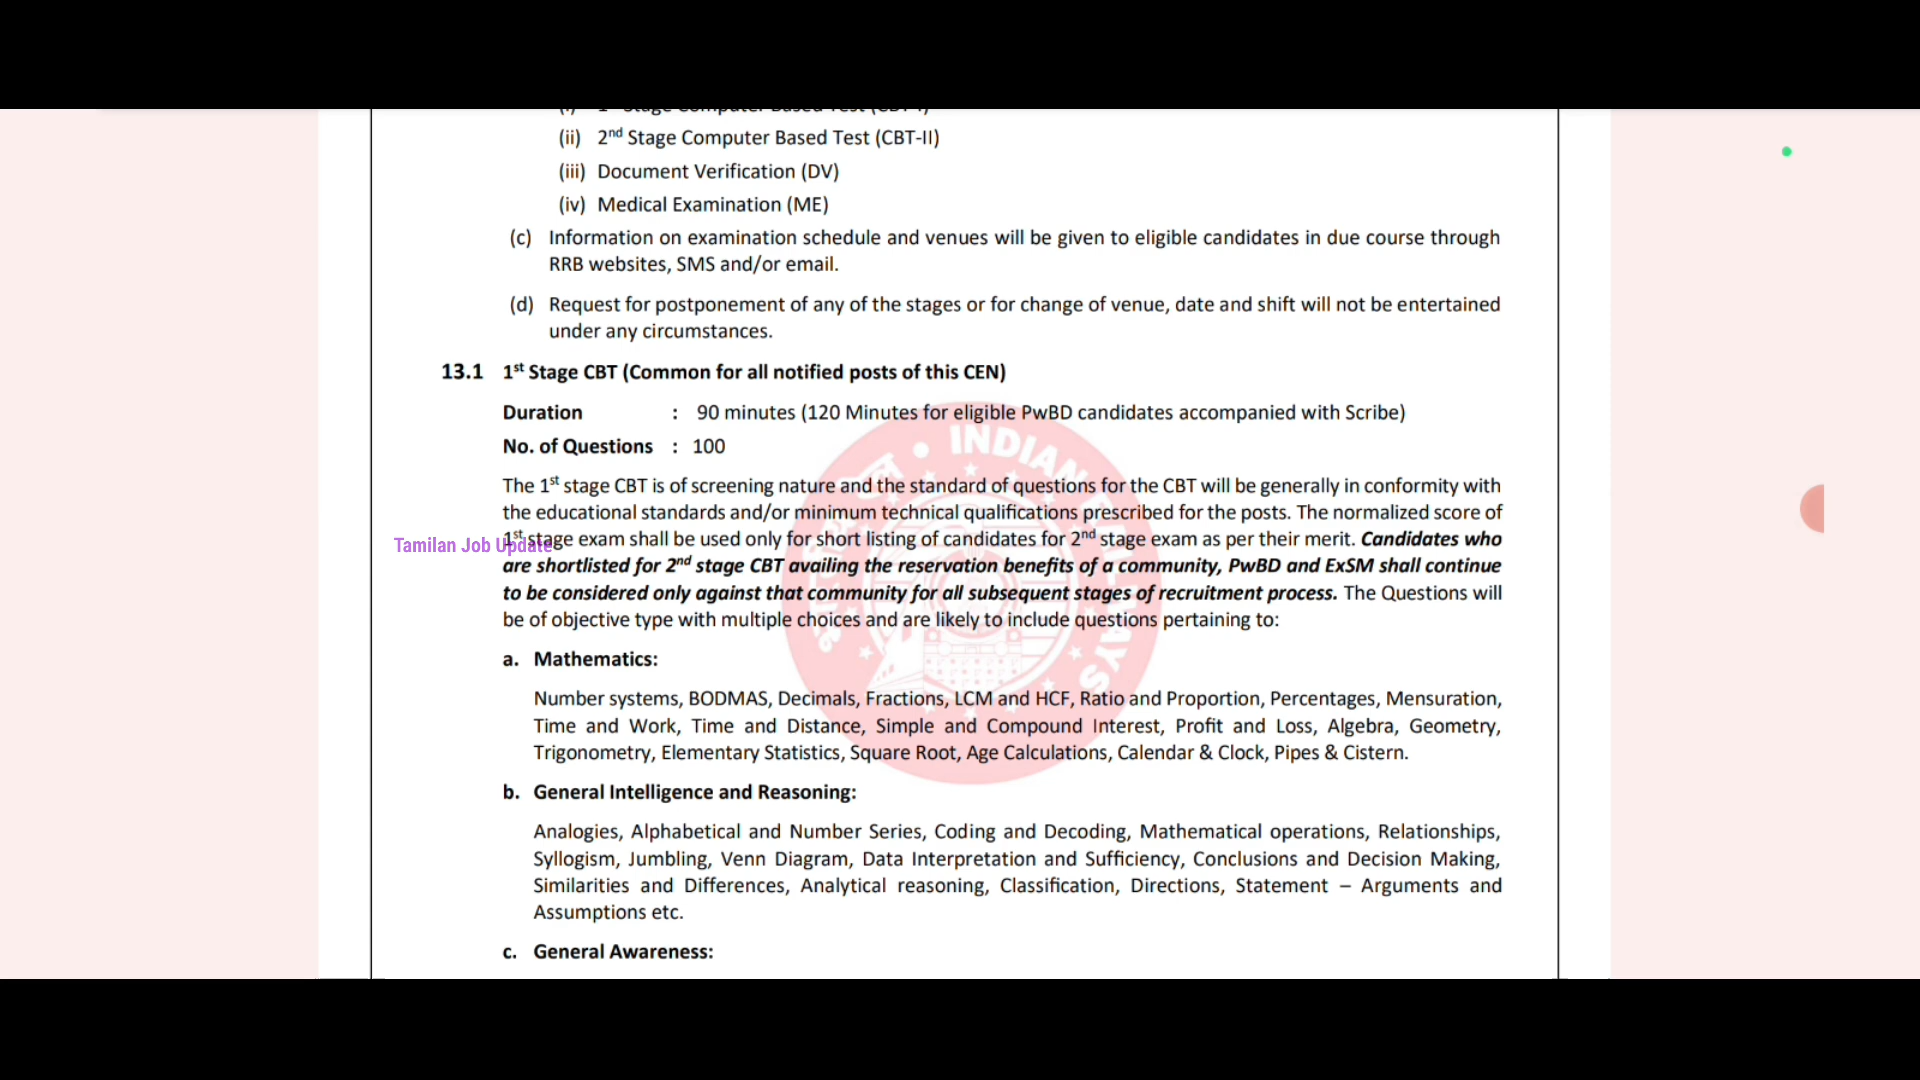 (i) 1st Stage Computer Based Test (CBT-I)
(ii) 2nd Stage Computer Based Test (CBT-II)
(iii) Document Verification (DV)
(iv) Medical Examination (ME)
(c) Information on examination schedule and venues will be given to eligible candidates in due course through
RRB websites, SMS and/or email.
(d) Request for postponement of any of the stages or for change of venue, date and shift will not be entertained
under any circumstances.
13.1 1st Stage CBT (Common for all notified posts of this CEN)
Duration : 90 minutes (120 Minutes for eligible PwBD candidates accompanied with Scribe)
No. of Questions : 100
The 1st stage CBT is of screening nature and the standard of questions for the CBT will be generally in conformity with
the educational standards and/or minimum technical qualifications prescribed for the posts. The normalized score of
1st stage exam shall be used only for short listing of candidates for 2nd stage exam as per their merit. Candidates who
are shortlisted for 2nd stage CBT availing the reservation benefits of a community, PwBD and ExSM shall continue
to be considered only against that community for all subsequent stages of recruitment process. The Questions will
be of objective type with multiple choices and are likely to include questions pertaining to:
a. Mathematics:
Number systems, BODMAS, Decimals, Fractions, LCM and HCF, Ratio and Proportion, Percentages, Mensuration,
Time and Work, Time and Distance, Simple and Compound Interest, Profit and Loss, Algebra, Geometry,
Trigonometry, Elementary Statistics, Square Root, Age Calculations, Calendar & Clock, Pipes & Cistern.
b. General Intelligence and Reasoning:
Analogies, Alphabetical and Number Series, Coding and Decoding, Mathematical operations, Relationships,
Syllogism, Jumbling, Venn Diagram, Data Interpretation and Sufficiency, Conclusions and Decision Making,
Similarities and Differences, Analytical reasoning, Classification, Directions, Statement – Arguments and
Assumptions etc.
c. General Awareness:
Tamilan Job Update
INDIAN RAILWAYS